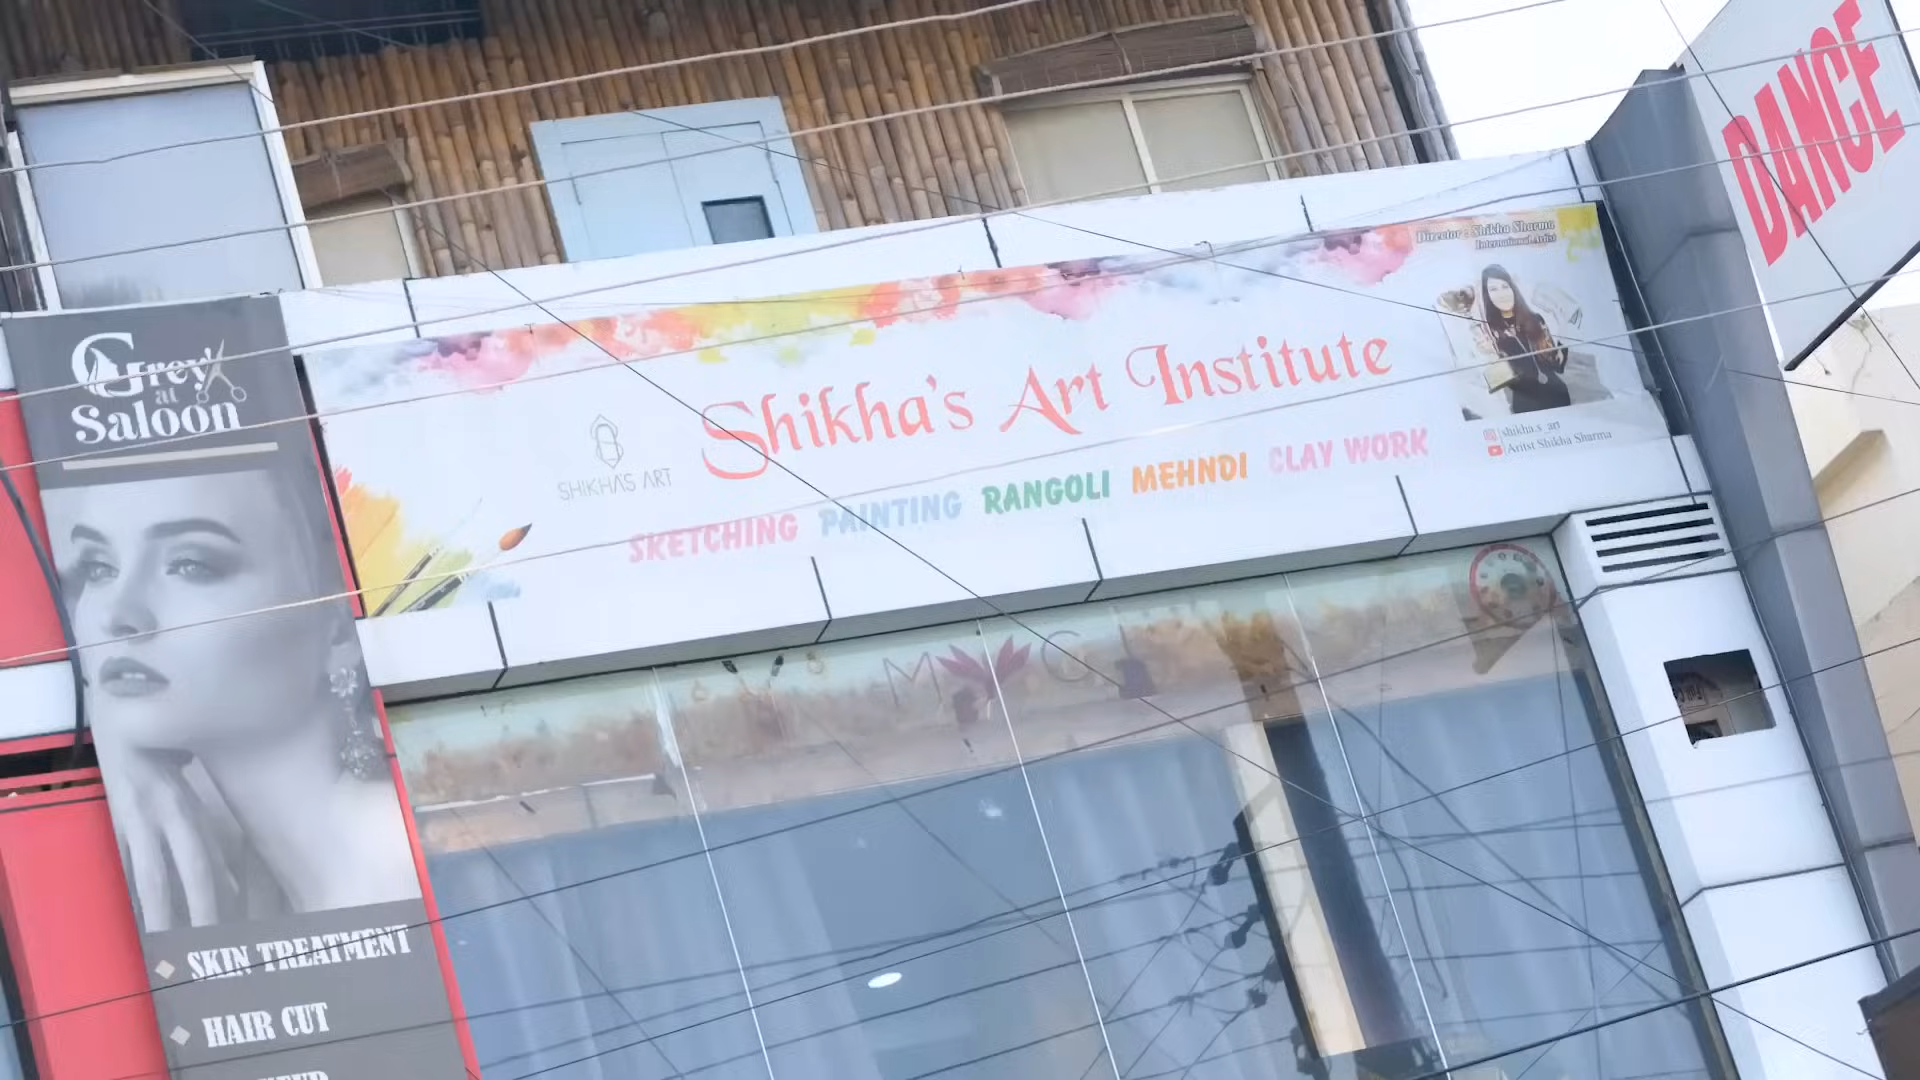 Grey
at
Saloon
SKIN TREATMENT
HAIR CUT
SHIKHA'S ART
Shikha's Art Institute
SKETCHING PAINTING RANGOLI MEHNDI CLAY WORK
Director : Shikha Sharma
International Artist
shikha.s_art
Aritst Shikha Sharma
DANCE